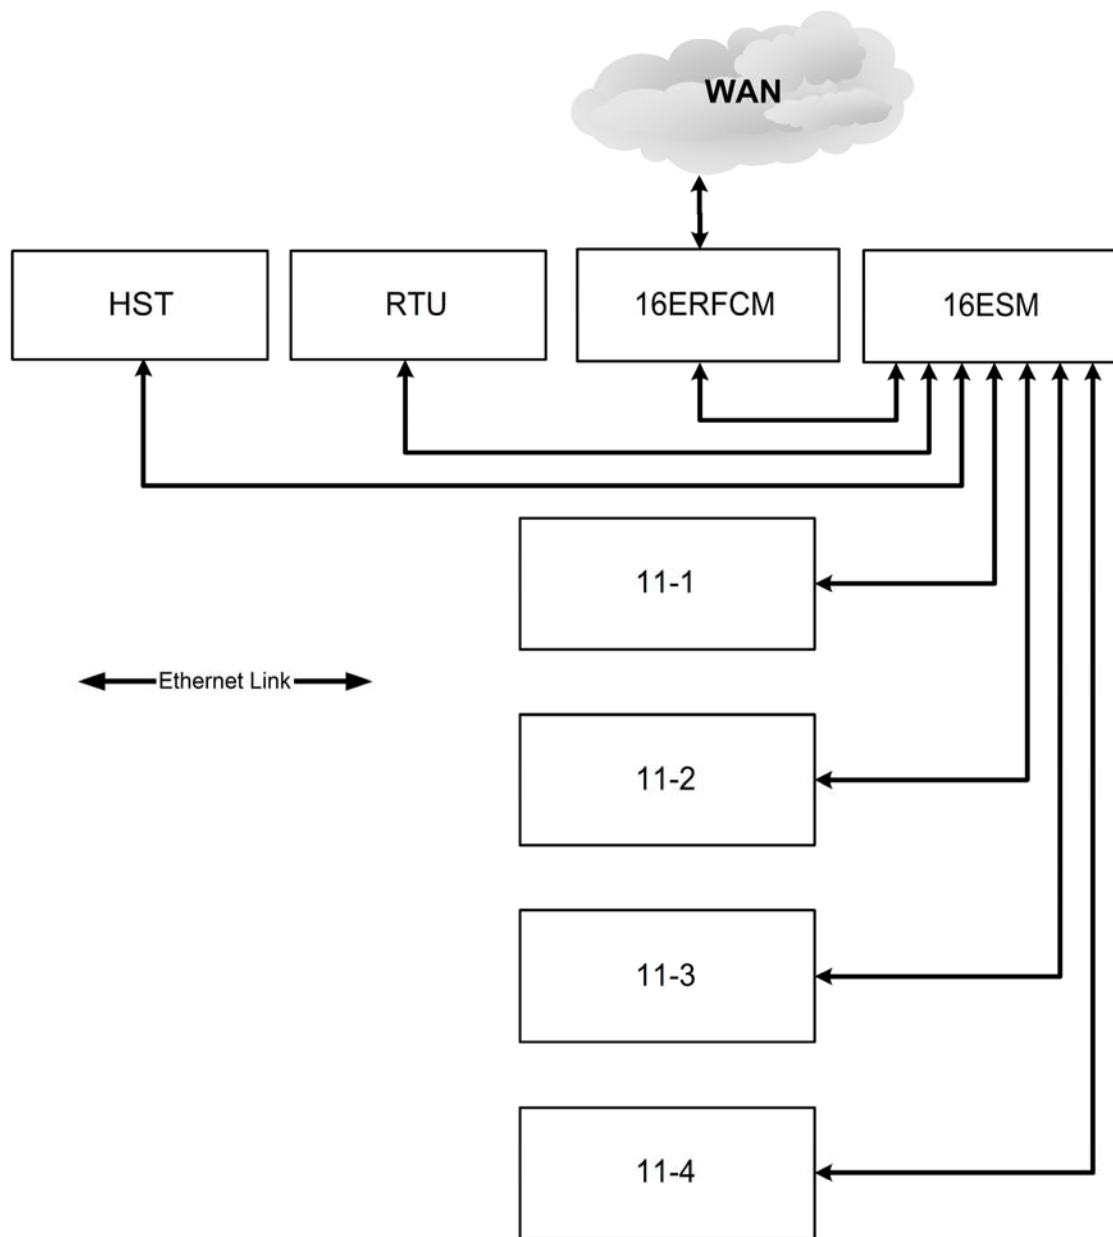 WAN
HST
RTU
16ERFCM
16ESM
11-1
Ethernet Link
11-2
11-3
11-4